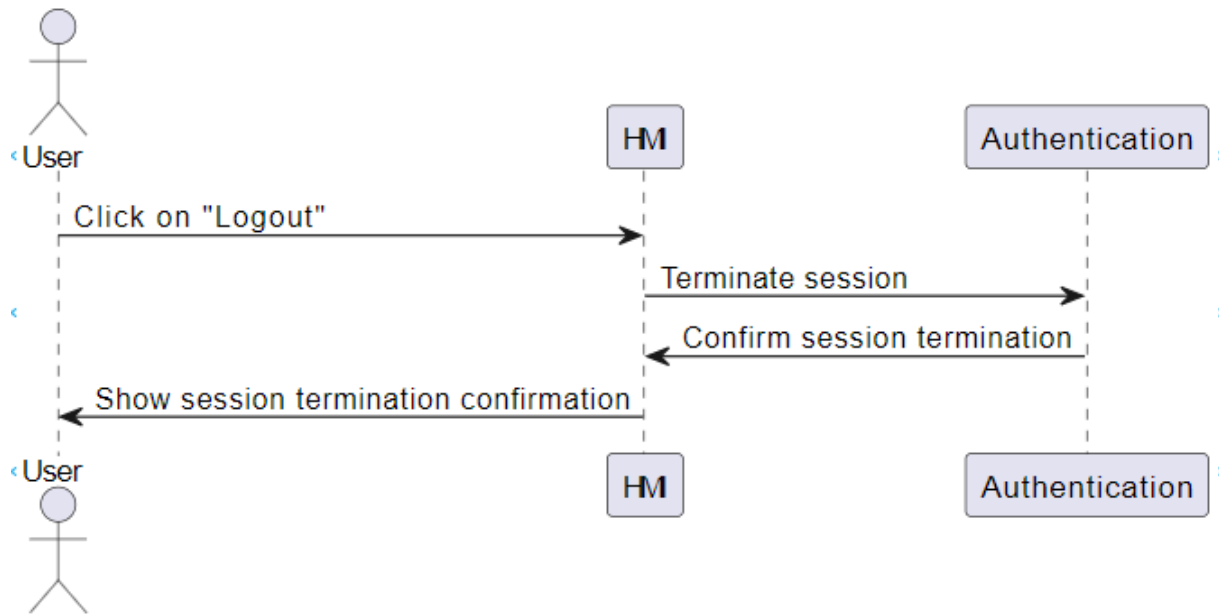 User
HMI
Authentication
Click on "Logout"
Terminate session
Confirm session termination
Show session termination confirmation
User
HMI
Authentication